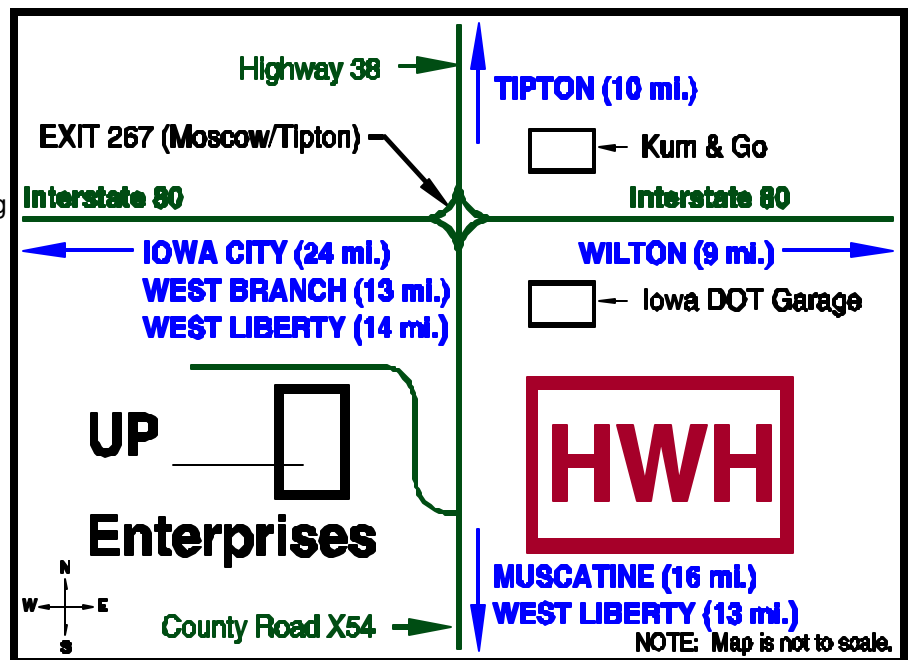 Highway 38
TIPTON (10 mi.)
EXIT 267 (Moscow/Tipton)
Kum & Go
g
Interstate 80
Interstate 80
IOWA CITY (24 mi.)
WEST BRANCH (13 mi.)
WEST LIBERTY (14 mi.)
WILTON (9 mi.)
Iowa DOT Garage
UP
Enterprises
HWH
N
W
E
S
MUSCATINE (16 mi.)
WEST LIBERTY (13 mi.)
County Road X54
NOTE: Map is not to scale.